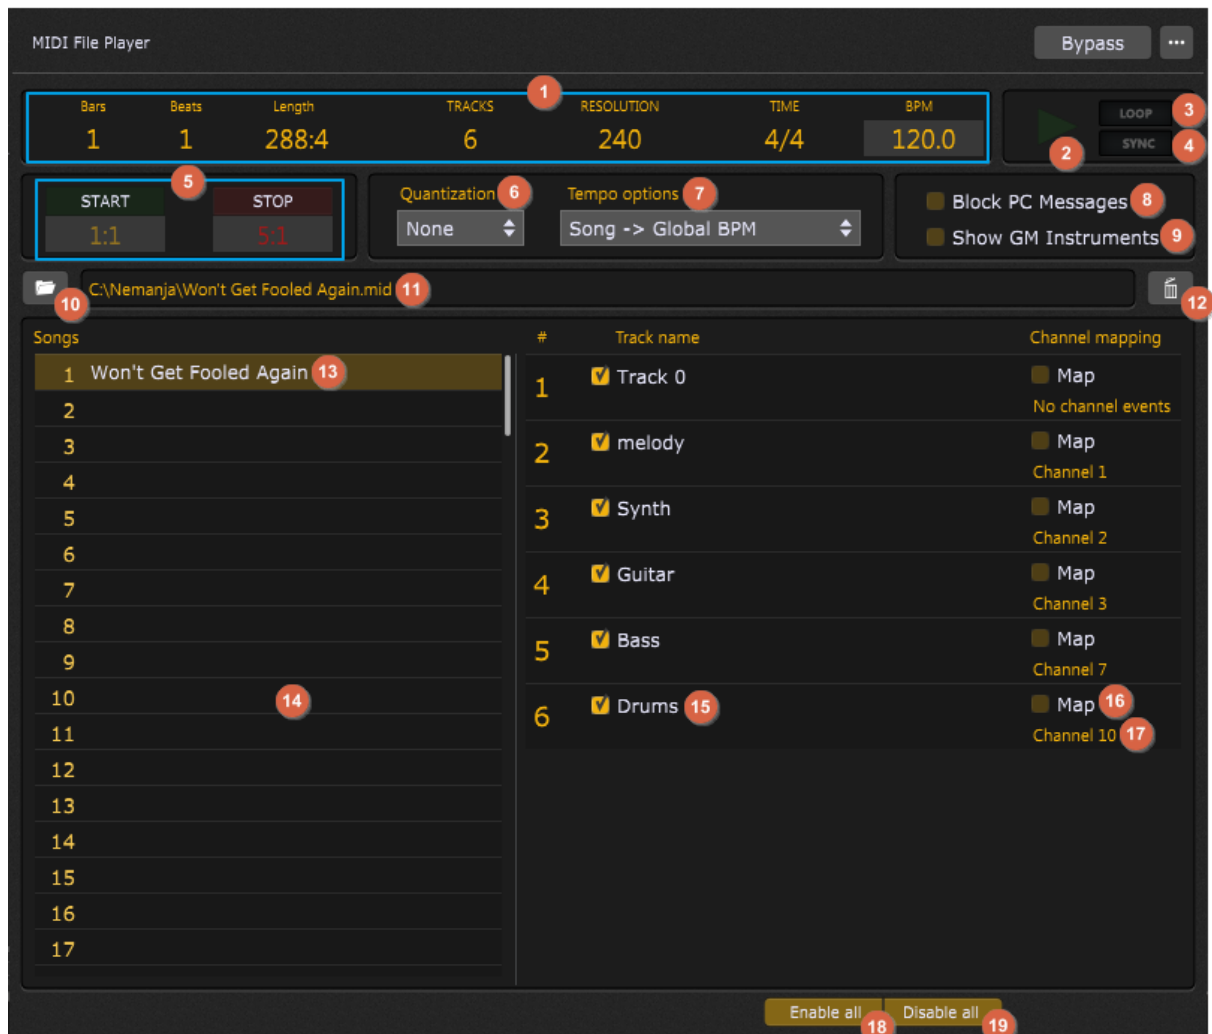 MIDI File Player
Bypass
Bars Beats Length TRACKS 1 RESOLUTION TIME BPM
1 1 288:4 6 240 4/4 120.0
LOOP 3
2 SYNC 4
5
START STOP
1:1 5:1
Quantization 6 Tempo options 7
None Song -> Global BPM
Block PC Messages 8
Show GM Instruments 9
10 C:\Nemanja\Won't Get Fooled Again.mid 11 12
Songs
1 Won't Get Fooled Again 13
2
3
4
5
6
7
8
9
10 14
11
12
13
14
15
16
17
# Track name Channel mapping
1 Track 0 Map
No channel events
2 melody Map
Channel 1
3 Synth Map
Channel 2
4 Guitar Map
Channel 3
5 Bass Map
Channel 7
6 Drums 15 Map 16
Channel 10 17
Enable all 18 Disable all 19